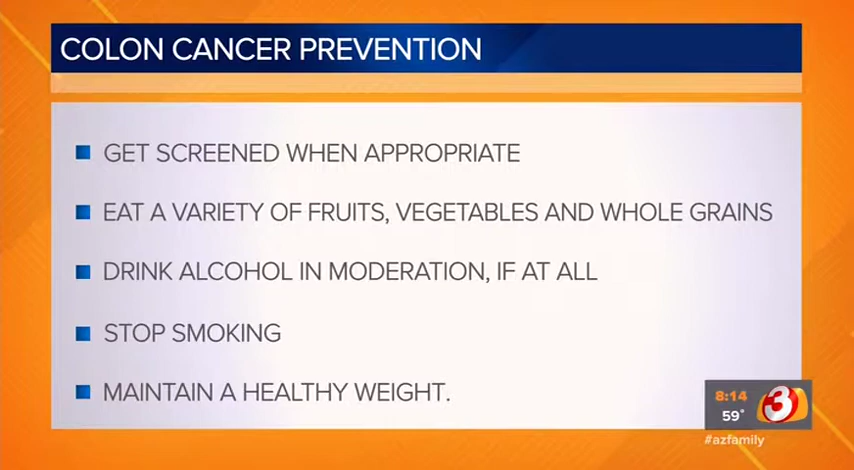 COLON CANCER PREVENTION
GET SCREENED WHEN APPROPRIATE
EAT A VARIETY OF FRUITS, VEGETABLES AND WHOLE GRAINS
DRINK ALCOHOL IN MODERATION, IF AT ALL
STOP SMOKING
MAINTAIN A HEALTHY WEIGHT.
8:14
59°
3
#azfamily